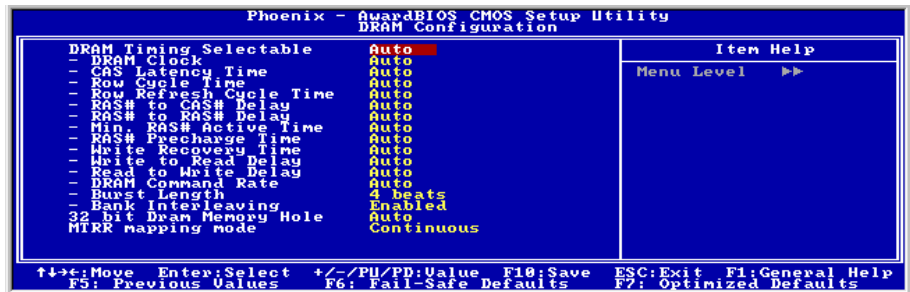 Phoenix - AwardBIOS CMOS Setup Utility
DRAM Configuration
DRAM Timing Selectable Auto
- DRAM Clock Auto
- CAS Latency Time Auto
- Row Cycle Time Auto
- Row Refresh Cycle Time Auto
- RAS# to CAS# Delay Auto
- RAS# to RAS# Delay Auto
- Min. RAS# Active Time Auto
- RAS# Precharge Time Auto
- Write Recovery Time Auto
- Write to Read Delay Auto
- Read to Write Delay Auto
- DRAM Command Rate Auto
- Burst Length 4 beats
- Bank Interleaving Enabled
32 bit Dram Memory Hole Auto
MTRR mapping mode Continuous
Item Help
Menu Level ▶▶
↑↓→←:Move Enter:Select +/-/PU/PD:Value F10:Save ESC:Exit F1:General Help
F5: Previous Values F6: Fail-Safe Defaults F7: Optimized Defaults